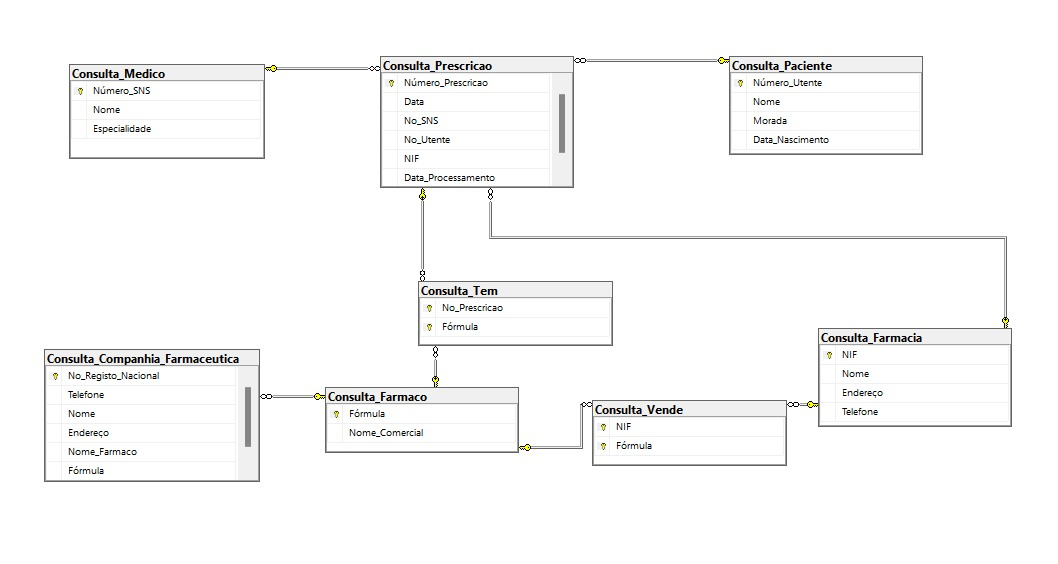 Consulta_Medico
Número_SNS
Nome
Especialidade
Consulta_Prescricao
Número_Prescricao
Data
No_SNS
No_Utente
NIF
Data_Processamento
Consulta_Paciente
Número_Utente
Nome
Morada
Data_Nascimento
Consulta_Tem
No_Prescricao
Fórmula
Consulta_Companhia_Farmaceutica
No_Registo_Nacional
Telefone
Nome
Endereço
Nome_Farmaco
Fórmula
Consulta_Farmaco
Fórmula
Nome_Comercial
Consulta_Vende
NIF
Fórmula
Consulta_Farmacia
NIF
Nome
Endereço
Telefone